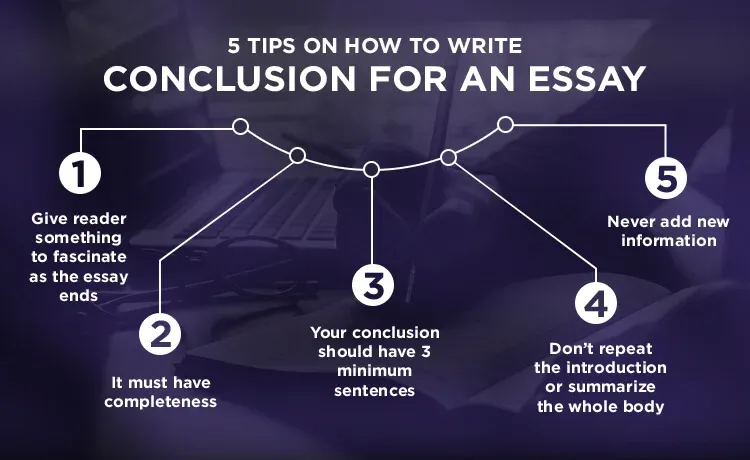 5 TIPS ON HOW TO WRITE
CONCLUSION FOR AN ESSAY
1
Give reader
something
to fascinate
as the essay
ends
2
It must have
completeness
3
Your conclusion
should have 3
minimum
sentences
4
Don’t repeat
the introduction
or summarize
the whole body
5
Never add new
information